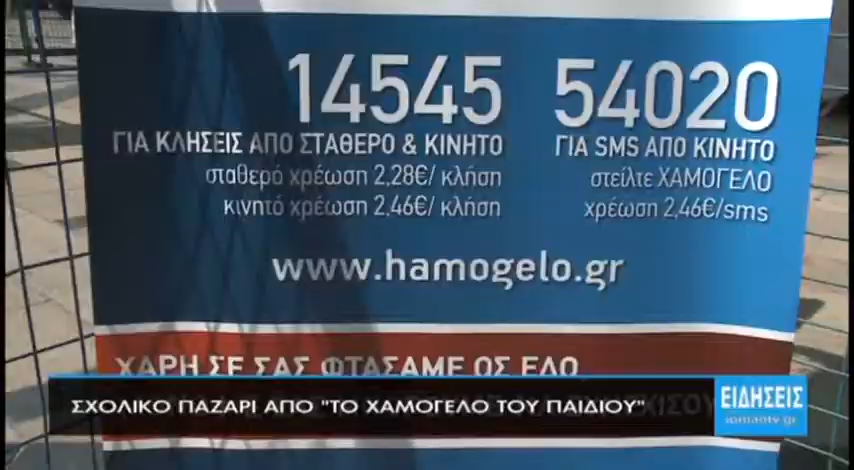 14545 54020
ΓΙΑ ΚΛΗΣΕΙΣ ΑΠΟ ΣΤΑΘΕΡΟ & ΚΙΝΗΤΟ ΓΙΑ SMS ΑΠΟ ΚΙΝΗΤΟ
σταθερό χρέωση 2,28€/ κλήση στείλτε ΧΑΜΟΓΕΛΟ
κινητό χρέωση 2,46€/ κλήση χρέωση 2,46€/sms
www.hamogelo.gr
ΧΑΡΗ ΣΕ ΣΑΣ ΦΤΑΣΑΜΕ ΩΣ ΕΔΩ,
ΣΧΟΛΙΚΟ ΠΑΖΑΡΙ ΑΠΟ "ΤΟ ΧΑΜΟΓΕΛΟ ΤΟΥ ΠΑΙΔΙΟΥ"
ΕΙΔΗΣΕΙΣ